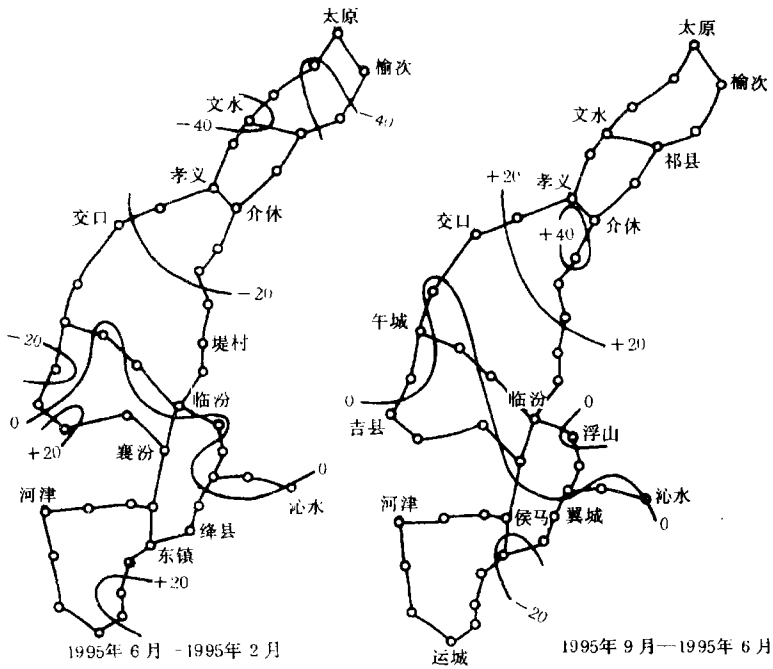 太原
榆次
文水
-40
-40
孝义
交口
介休
-20
堤村
-20
临汾
0
+20
襄汾
0
沁水
河津
绛县
东镇
+20
1995年6月-1995年2月
太原
榆次
文水
祁县
+20
孝义
交口
介休
+40
午城
+20
0
临汾
0
吉县
浮山
沁水
河津
侯马
翼城
0
-20
运城
1995年9月—1995年6月